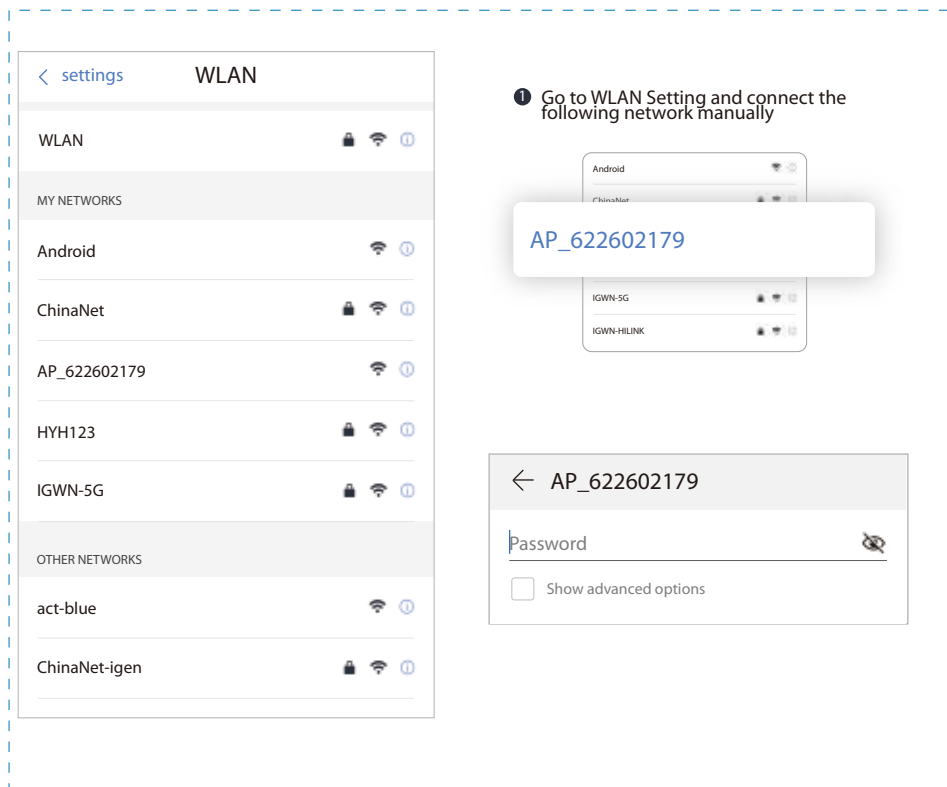 settings WLAN
WLAN
MY NETWORKS
Android
ChinaNet
AP_622602179
HYH123
IGWN-5G
OTHER NETWORKS
act-blue
ChinaNet-igen
1 Go to WLAN Setting and connect the
following network manually
Android
ChinaNet
AP_622602179
IGWN-5G
IGWN-HILINK
AP_622602179
Password
Show advanced options